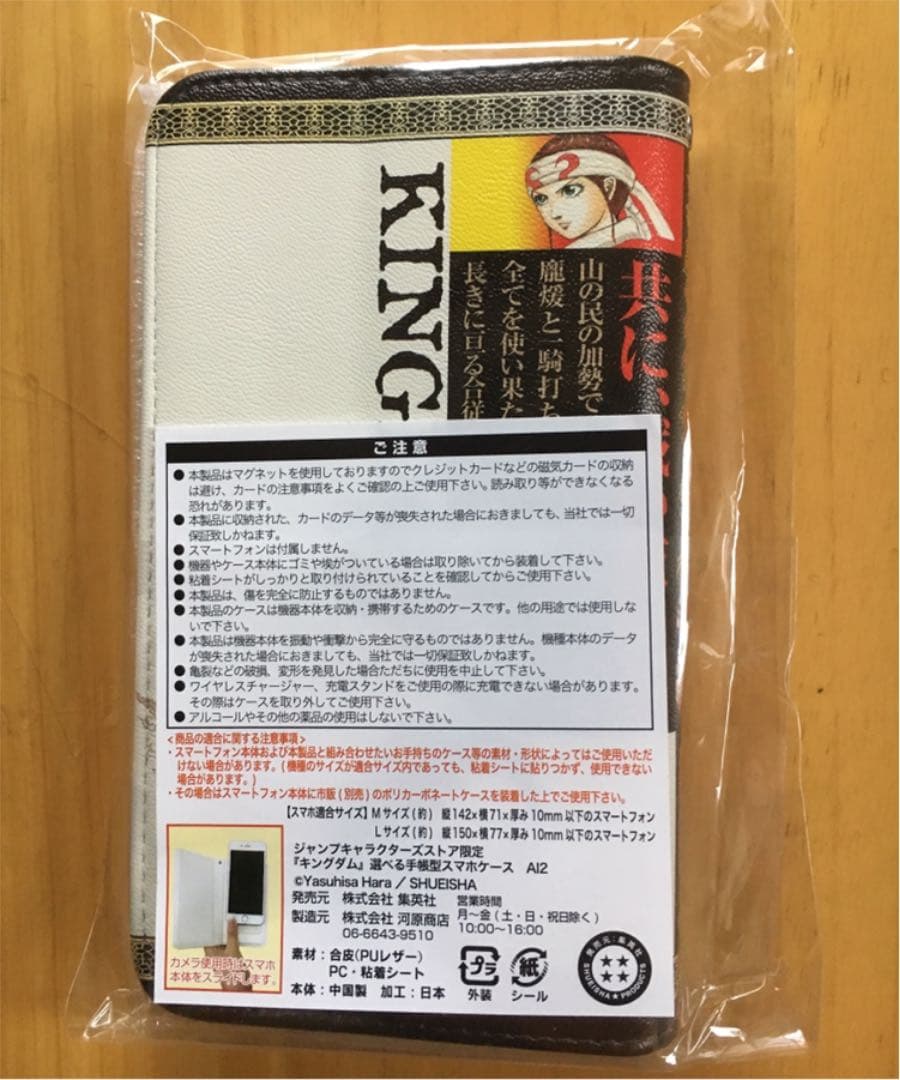 KING
共に、
山の民の加勢で
龐煖と一騎打ち
全てを使い果た
長きに亘る合従
ご注意
● 本製品はマグネットを使用しておりますのでクレジットカードなどの磁気カードの収納
は避け、カードの注意事項をよくご確認の上ご使用下さい。読み取り等ができなくなる
恐れがあります。
● 本製品に収納された、カードのデータ等が喪失された場合におきましても、当社では一切
保証致しかねます。
● スマートフォンは付属しません。
● 機器やケース本体にゴミや埃がついている場合は取り除いてから装着して下さい。
● 粘着シートがしっかりと取り付けられていることを確認してからご使用下さい。
● 本製品は、傷を完全に防止するものではありません。
● 本製品のケースは機器本体を収納・携帯するためのケースです。他の用途では使用しな
いで下さい。
● 本製品は機器本体を振動や衝撃から完全に守るものではありません。機種本体のデータ
が喪失された場合におきましても、当社では一切保証致しかねます。
● 亀裂などの破損、変形を発見した場合ただちに使用を中止して下さい。
● ワイヤレスチャージャー、充電スタンドをご使用の際に充電できない場合があります。
その際はケースを取り外してご使用下さい。
● アルコールやその他の薬品の使用はしないで下さい。
<商品の適合に関する注意事項>
・スマートフォン本体および本製品と組み合わせたいお手持ちのケース等の素材・形状によってはご使用いただ
けない場合があります。(機種のサイズが適合サイズ内であっても、粘着シートに貼りつかず、使用できない
場合があります。)
・その場合はスマートフォン本体に市販(別売)のポリカーボネートケースを装着した上でご使用下さい。
【スマホ適合サイズ】Mサイズ(約) 縦142×横71×厚み10mm以下のスマートフォン
Lサイズ(約) 縦150×横77×厚み10mm以下のスマートフォン
ジャンプキャラクターズストア限定
『キングダム』選べる手帳型スマホケース AI2
©Yasuhisa Hara / SHUEISHA
発売元 株式会社 集英社
製造元 株式会社 河原商店
06-6643-9510
営業時間
月〜金(土・日・祝日除く)
10:00〜16:00
カメラ使用時はスマホ
本体をスライドします。
素材:合皮(PUレザー)
PC・粘着シート
本体:中国製 加工:日本
プラ
外装
紙
シール
発売元:集英社
SHUEISHA★PRODUCTS